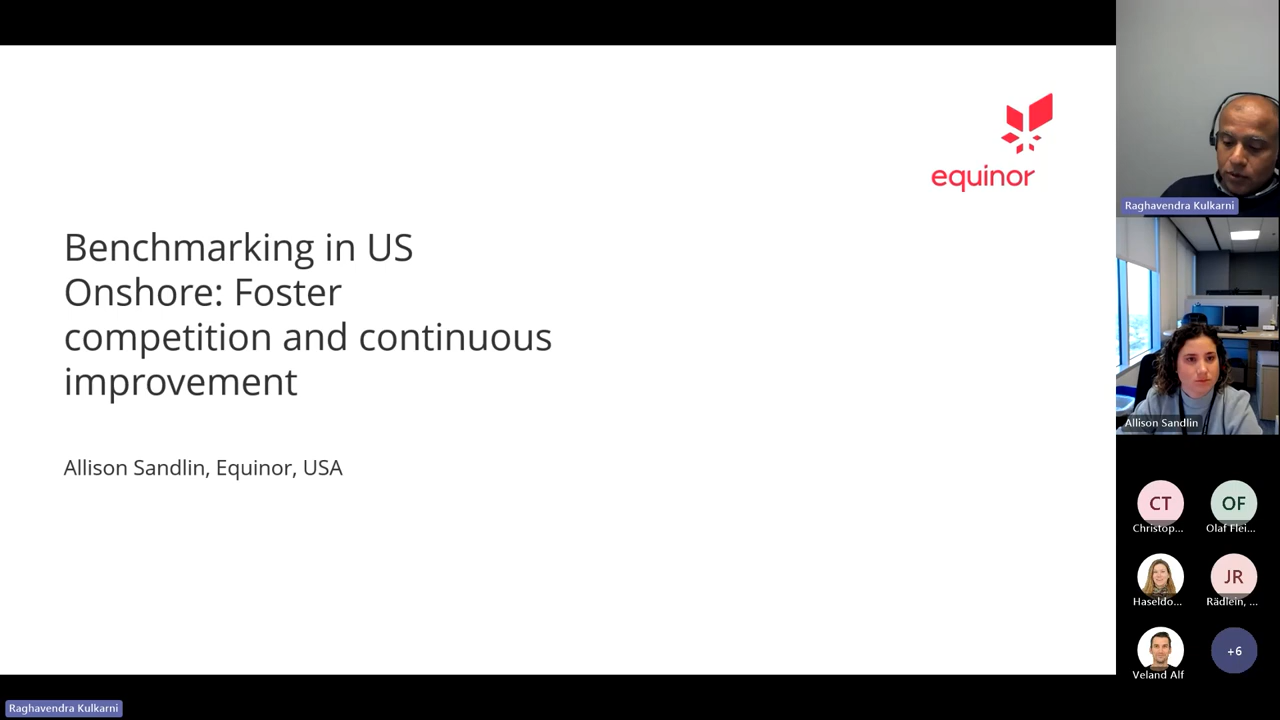 equinor
Benchmarking in US
Onshore: Foster
competition and continuous
improvement
Allison Sandlin, Equinor, USA
Raghavendra Kulkarni
Allison Sandlin
CT
OF
Christop...
Olaf Flei...
JR
Haseldo...
Rädlein, ...
Veland Alf
+6
Raghavendra Kulkarni